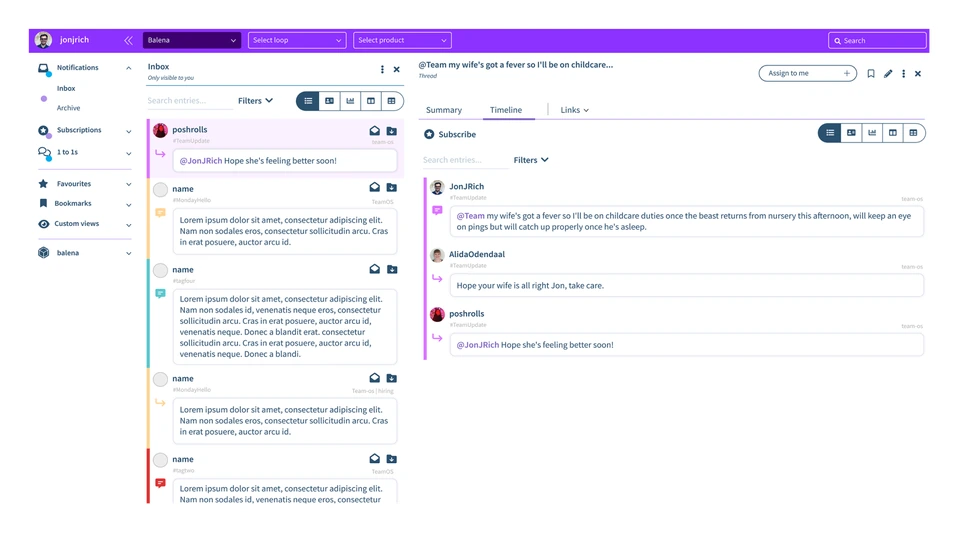 jonjrich
Balena
Select loop
Select product
Search
Notifications
Inbox
Archive
Subscriptions
1 to 1s
Favourites
Bookmarks
Custom views
balena
Inbox
Only visible to you
Search entries...
Filters
poshrolls
#TeamUpdate
team-os
@JonJRich Hope she's feeling better soon!
name
#MondayHello
TeamOS
Lorem ipsum dolor sit amet, consectetur adipiscing elit.
Nam non sodales eros, consectetur sollicitudin arcu. Cras
in erat posuere, auctor arcu id.
name
#tagfour
Lorem ipsum dolor sit amet, consectetur adipiscing elit.
Nam non sodales id, venenatis neque eros, consectetur
sollicitudin arcu. Cras in erat posuere, auctor arcu id,
venenatis neque. Donec a blandit erat. consectetur
sollicitudin arcu. Cras in erat posuere, auctor arcu id,
venenatis neque. Donec a blandi.
name
#MondayHello
Team-os |
Lorem ipsum dolor sit amet, consectetur adipiscing elit.
Nam non sodales eros, consectetur sollicitudin arcu. Cras
in erat posuere, auctor arcu id.
name
#tagtwo
TeamOS
Lorem ipsum dolor sit amet, consectetur adipiscing elit.
Nam non sodales id, venenatis neque eros, consectetur
@Team my wife's got a fever so I'll be on childcare...
Thread
Assign to me
Summary
Timeline
Links
Subscribe
Search entries...
Filters
JonJRich
#TeamUpdate
team-os
@Team my wife's got a fever so I'll be on childcare duties once the beast returns from nursery this afternoon, will keep an eye
on pings but will catch up properly once he's asleep.
AlidaOdendaal
#TeamsUpdate
team-os
Hope your wife is all right Jon, take care.
poshrolls
#TeamUpdate
team-os
@JonJRich Hope she's feeling better soon!